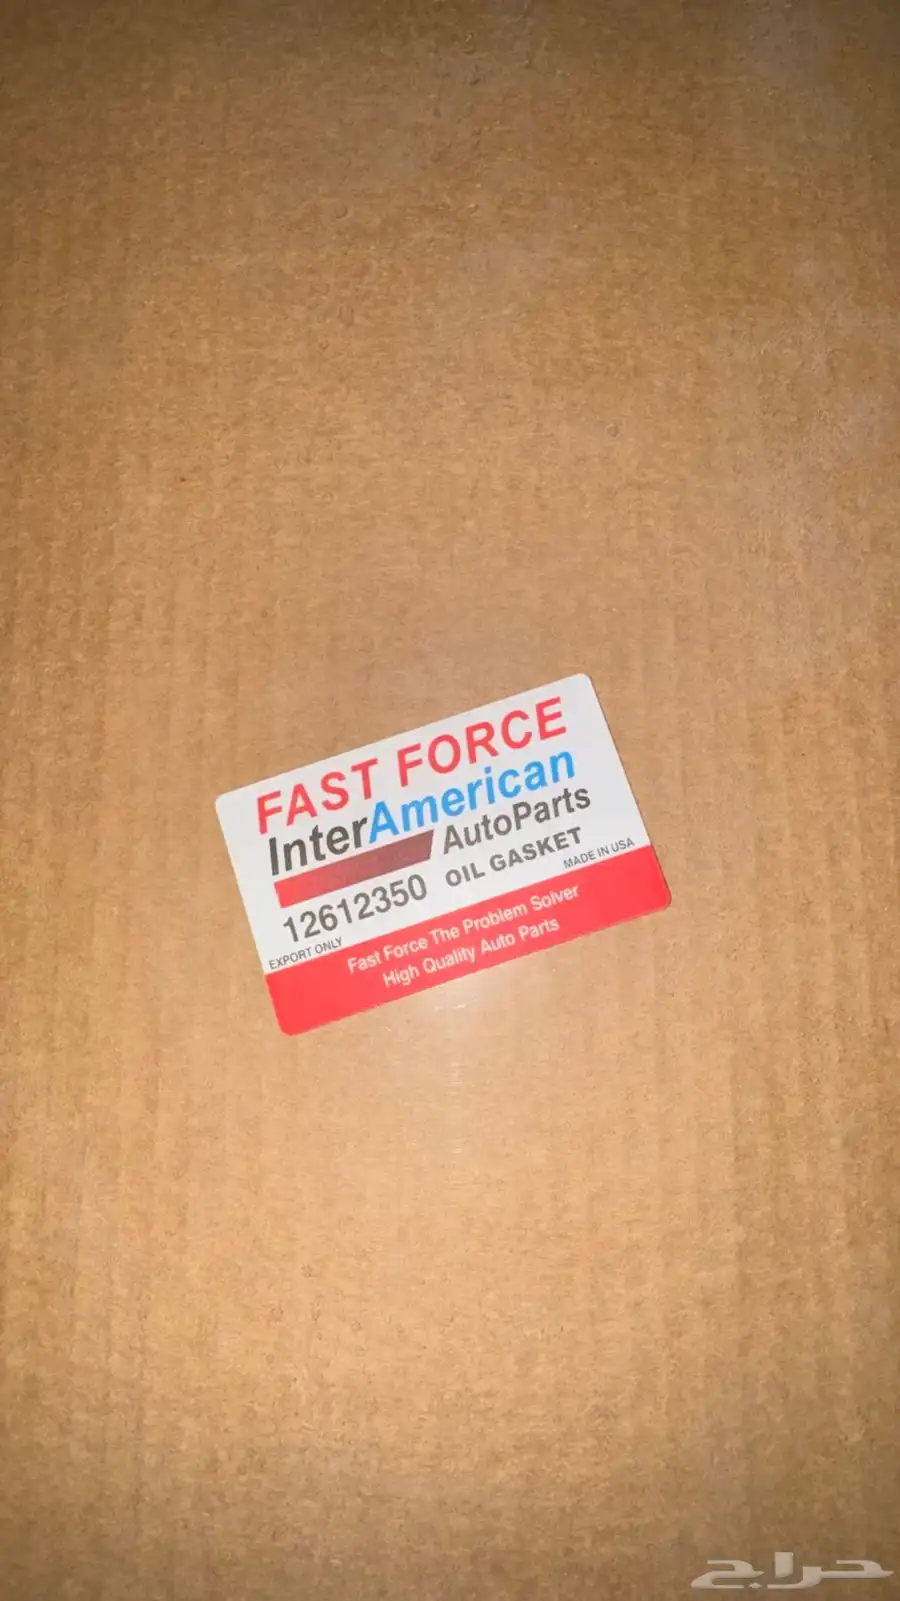 FAST FORCE
InterAmerican
AutoParts
12612350 OIL GASKET
EXPORT ONLY MADE IN USA
Fast Force The Problem Solver
High Quality Auto Parts
حراج